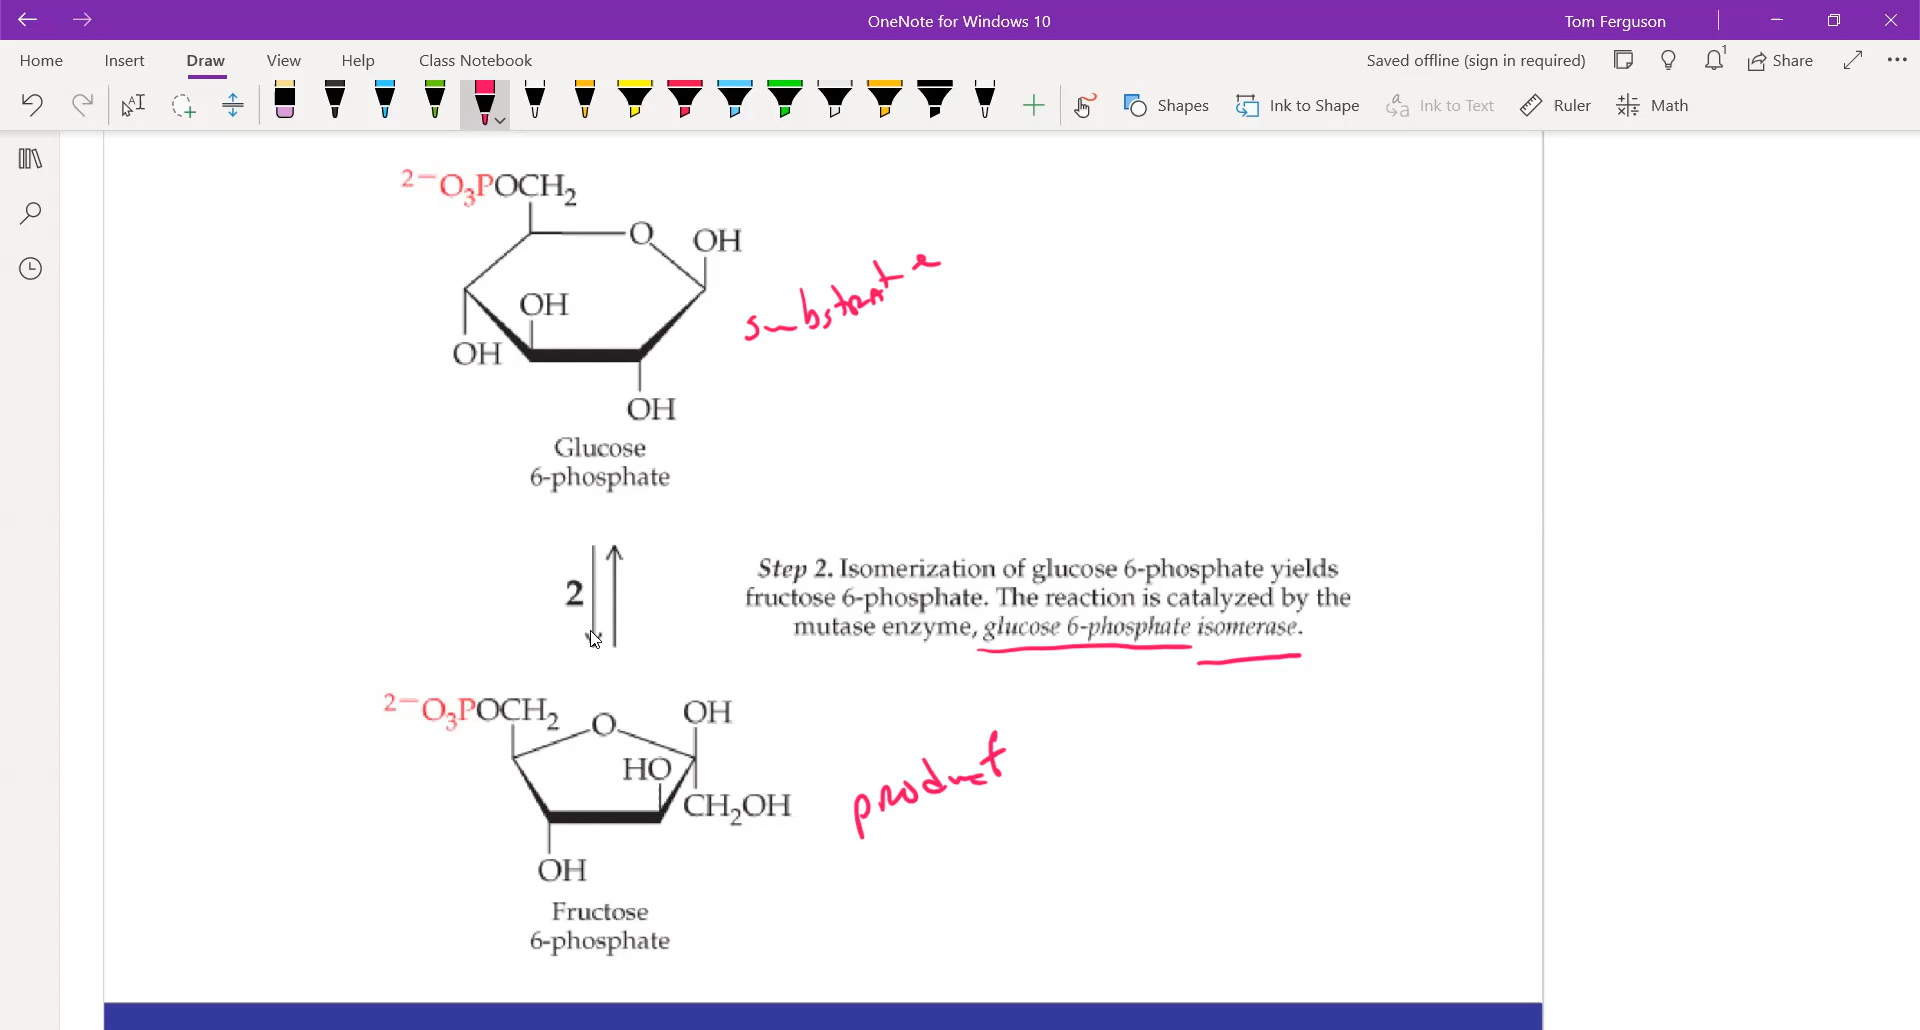 OneNote for Windows 10
Tom Ferguson
Home Insert Draw View Help Class Notebook
Saved offline (sign in required)
1
Share
Shapes Ink to Shape Ink to Text Ruler Math
2−O3POCH2
O
OH
OH
OH
OH
substrate
Glucose
6-phosphate
2
Step 2. Isomerization of glucose 6-phosphate yields
fructose 6-phosphate. The reaction is catalyzed by the
mutase enzyme, glucose 6-phosphate isomerase.
2−O3POCH2
O
OH
HO
CH2OH
OH
product
Fructose
6-phosphate